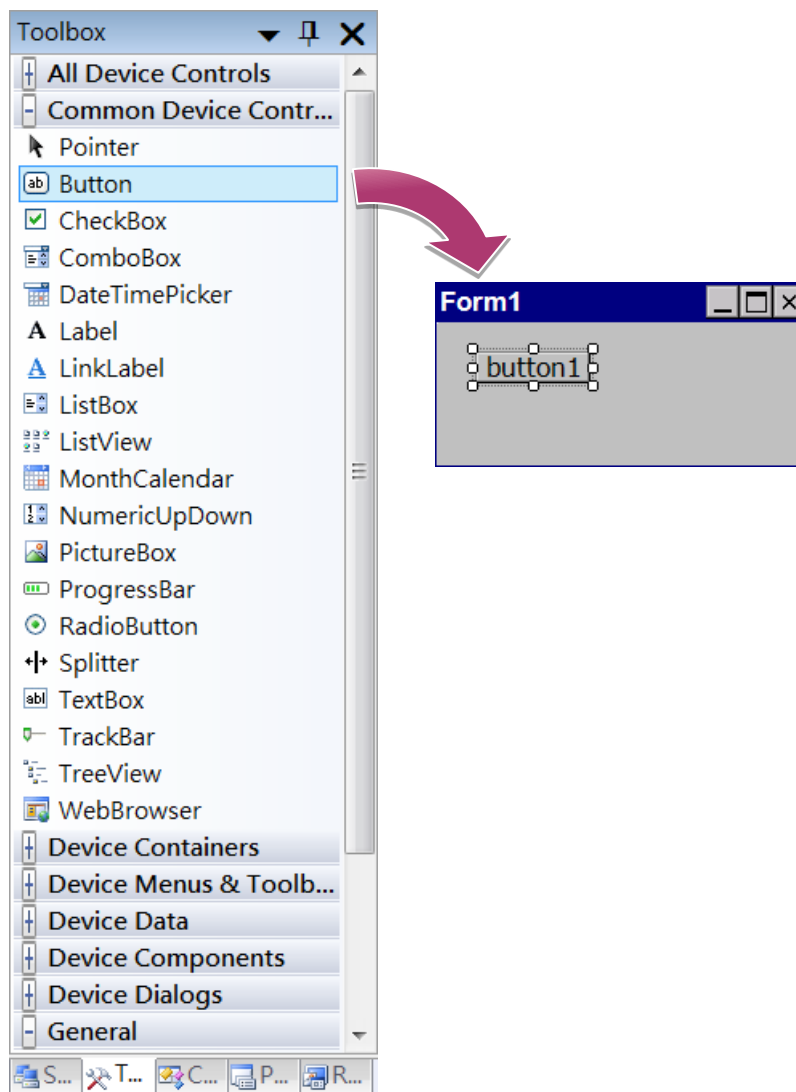 Toolbox
All Device Controls
Common Device Contr...
Pointer
ab Button
CheckBox
ComboBox
DateTimePicker
A Label
A LinkLabel
ListBox
ListView
MonthCalendar
NumericUpDown
PictureBox
ProgressBar
RadioButton
Splitter
abl TextBox
TrackBar
TreeView
WebBrowser
Device Containers
Device Menus & Toolb...
Device Data
Device Components
Device Dialogs
General
S... T... C... P... R...
Form1
button1